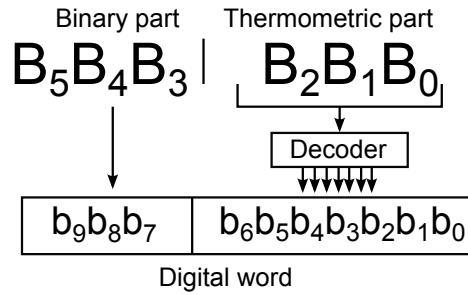 Binary part Thermometric part
B₅B₄B₃ | B₂B₁B₀
Decoder
b₉b₈b₇ b₆b₅b₄b₃b₂b₁b₀
Digital word